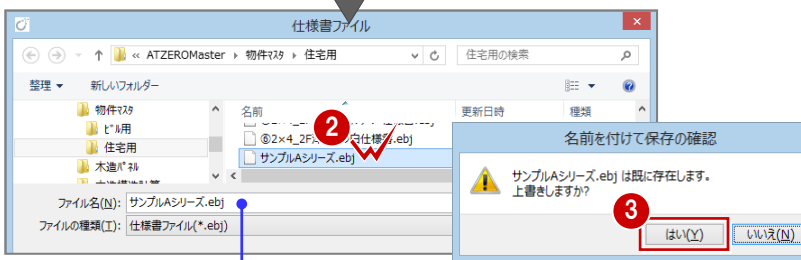 仕様書ファイル
« ATZEROMaster ▸ 物件ﾏｽﾀ ▸ 住宅用
住宅用の検索
整理 ▼ 新しいフォルダー
物件ﾏｽﾀ
ﾋﾞﾙ用
住宅用
木造ﾊﾟﾈﾙ
名前 更新日時 種類
2
サンプルAシリーズ.ebj
ファイル名(N): サンプルAシリーズ.ebj
ファイルの種類(T): 仕様書ファイル(*.ebj)
名前を付けて保存の確認
サンプルAシリーズ.ebj は既に存在します。
上書きしますか?
3
はい(Y) いいえ(N)